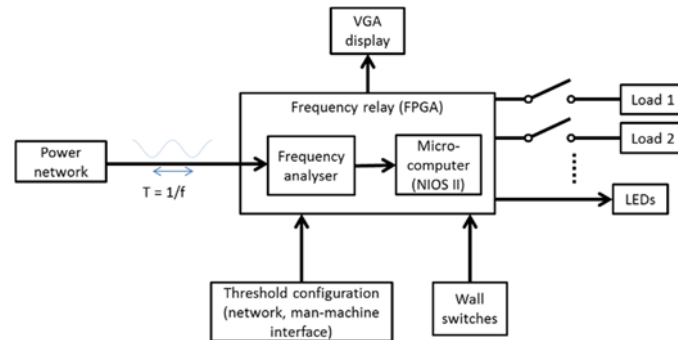 VGA
display
Frequency relay (FPGA)
Load 1
Load 2
Power
network
T = 1/f
Frequency
analyser
Micro-
computer
(NIOS II)
LEDs
Threshold configuration
(network, man-machine
interface)
Wall
switches